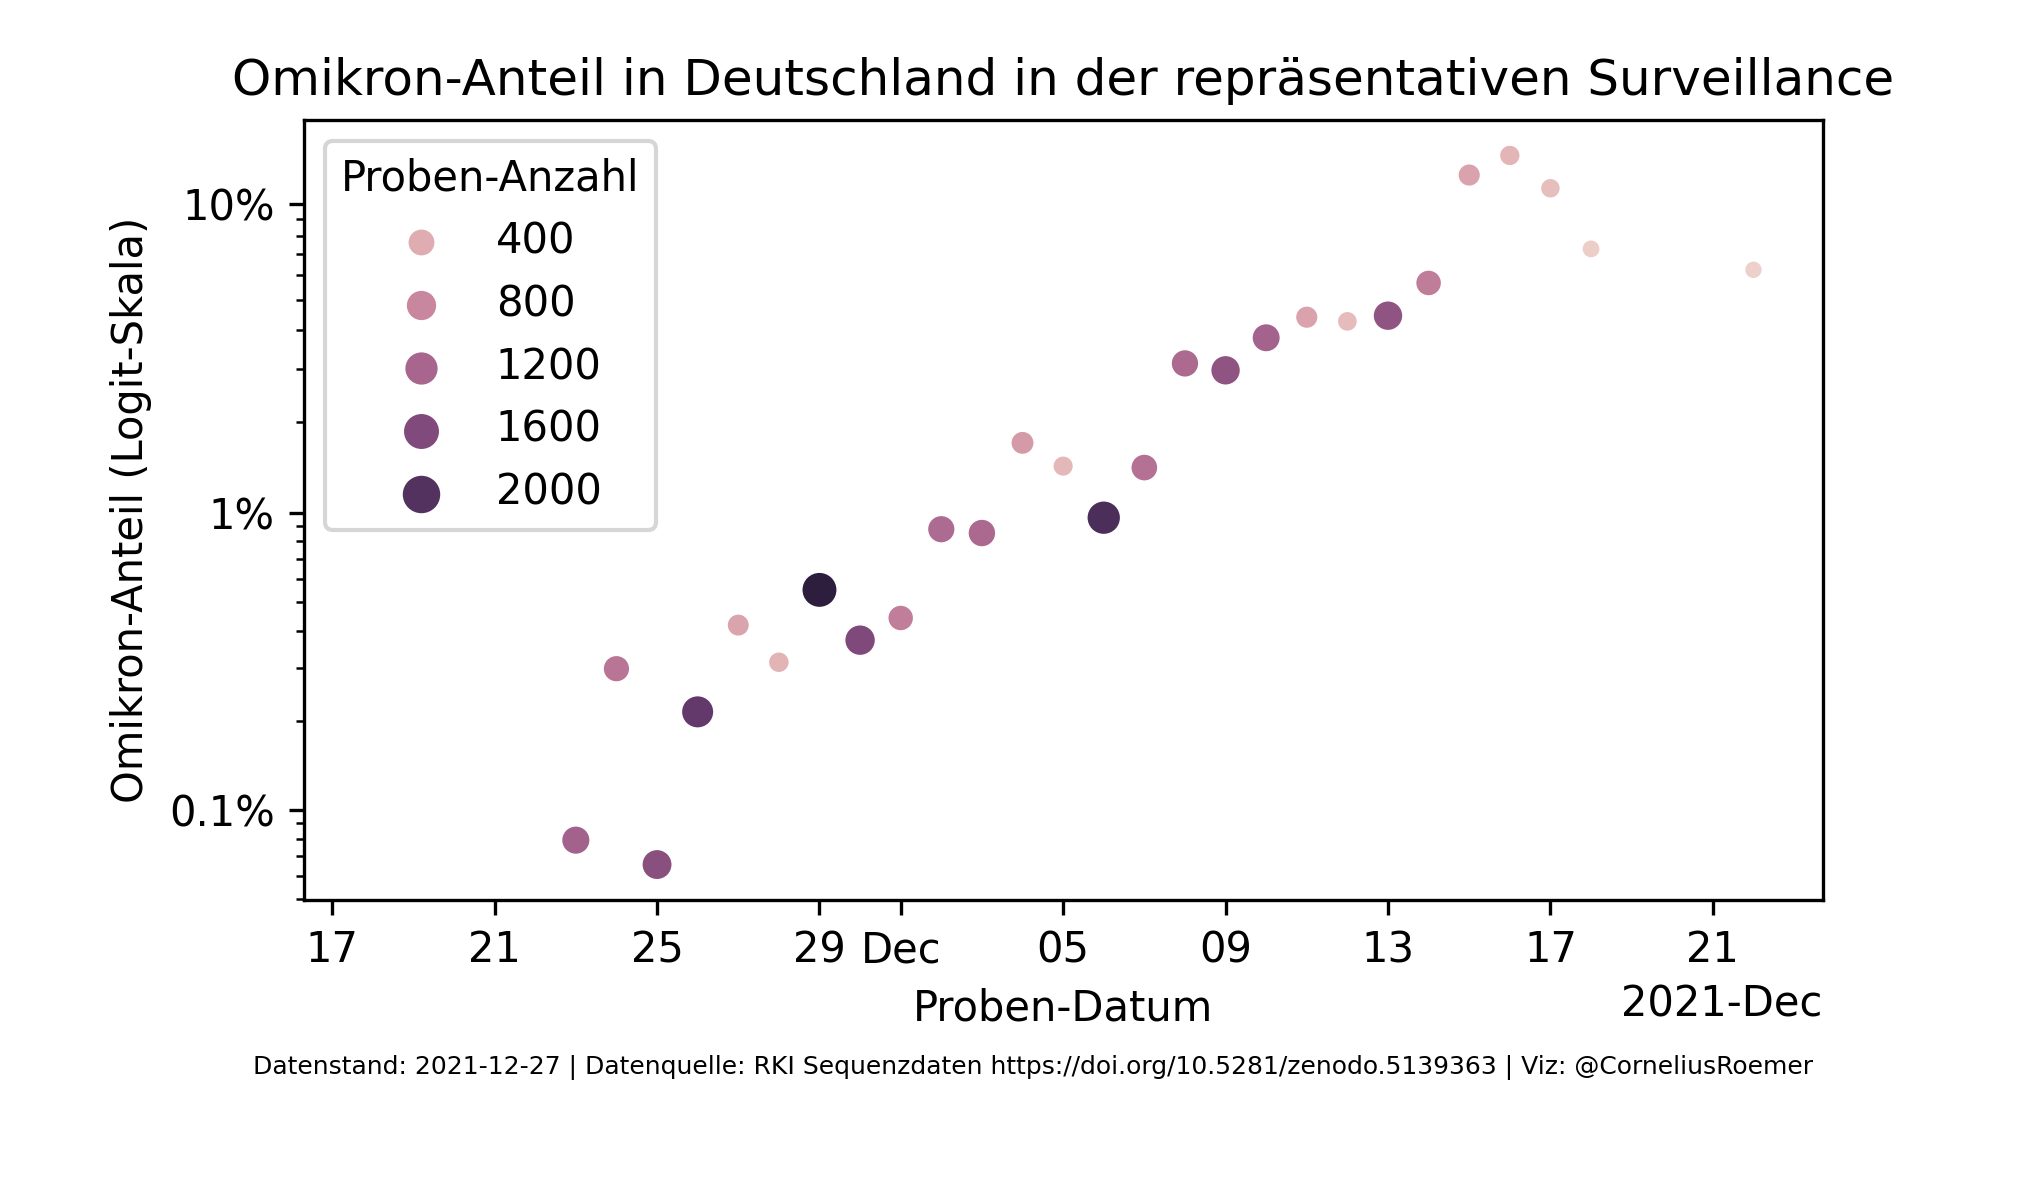 Omikron-Anteil in Deutschland in der repräsentativen Surveillance
Proben-Anzahl
400
800
1200
1600
2000
Omikron-Anteil (Logit-Skala)
10%
1%
0.1%
17 21 25 29 Dec 05 09 13 17 21
Proben-Datum
2021-Dec
Datenstand: 2021-12-27 | Datenquelle: RKI Sequenzdaten https://doi.org/10.5281/zenodo.5139363 | Viz: @CorneliusRoemer